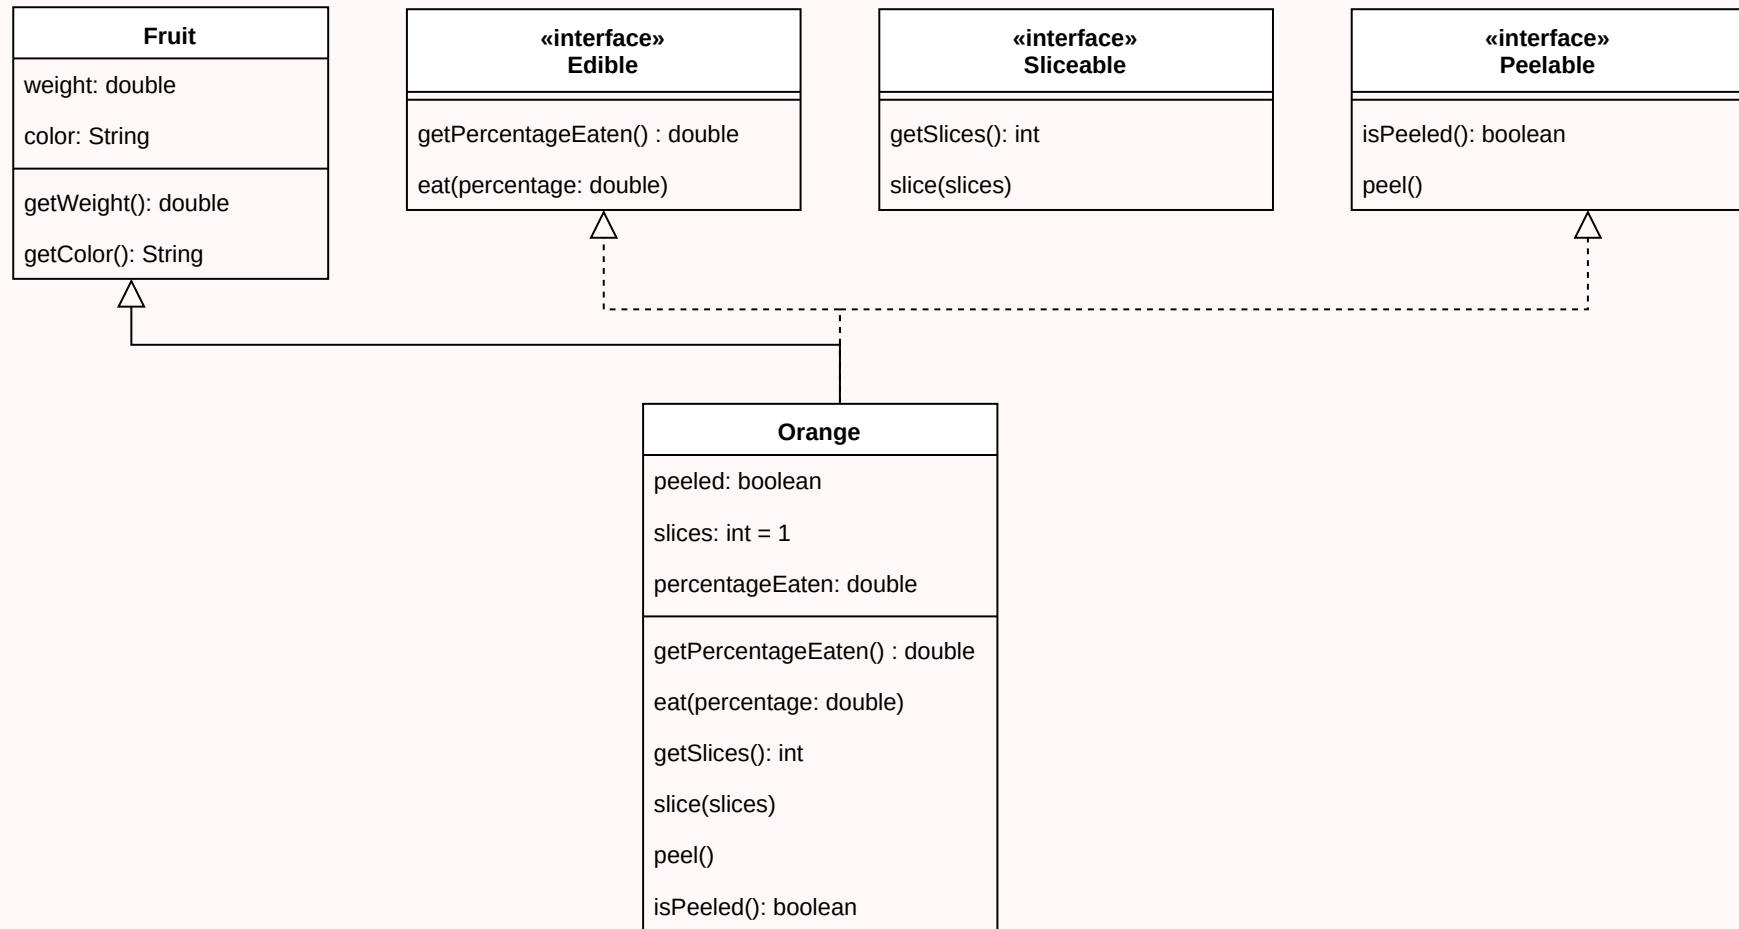 Fruit
weight: double
color: String
getWeight(): double
getColor(): String
«interface»
Edible
getPercentageEaten() : double
eat(percentage: double)
«interface»
Sliceable
getSlices(): int
slice(slices)
«interface»
Peelable
isPeeled(): boolean
peel()
Orange
peeled: boolean
slices: int = 1
percentageEaten: double
getPercentageEaten() : double
eat(percentage: double)
getSlices(): int
slice(slices)
peel()
isPeeled(): boolean